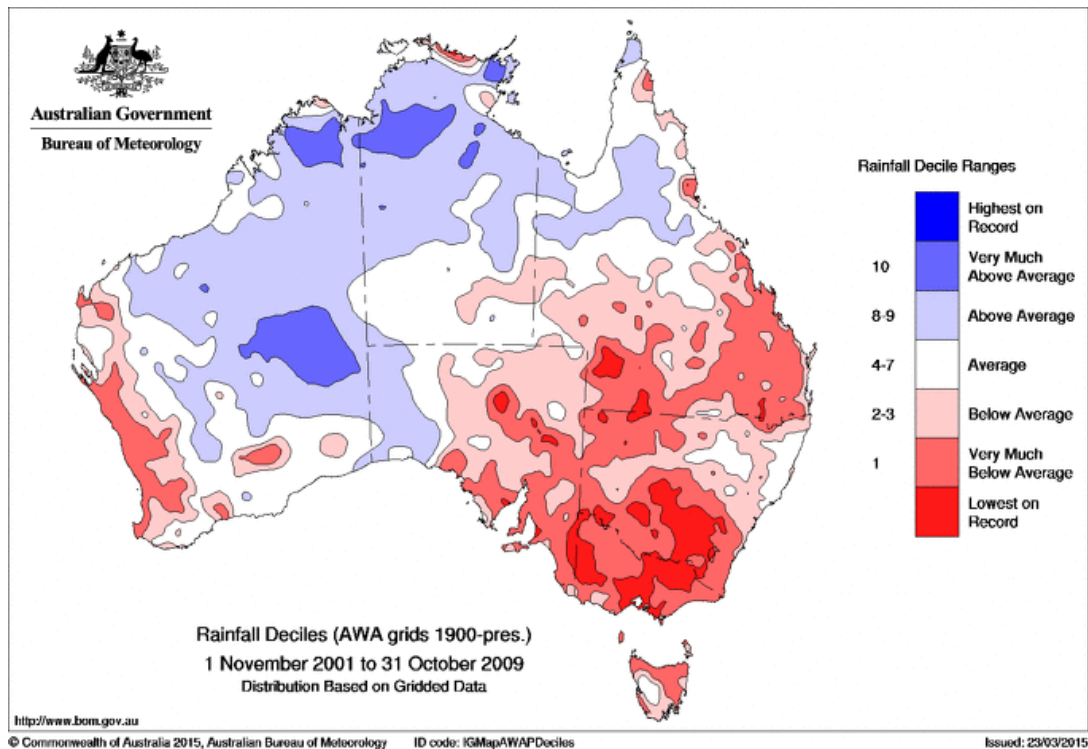 Australian Government
Bureau of Meteorology
Rainfall Decile Ranges
Highest on
Record
10
Very Much
Above Average
8-9
Above Average
4-7
Average
2-3
Below Average
1
Very Much
Below Average
Lowest on
Record
Rainfall Deciles (AWA grids 1900-pres.)
1 November 2001 to 31 October 2009
Distribution Based on Gridded Data
http://www.bom.gov.au
© Commonwealth of Australia 2015, Australian Bureau of Meteorology
ID code: IGMapAWAPDeciles
Issued: 23/03/2015